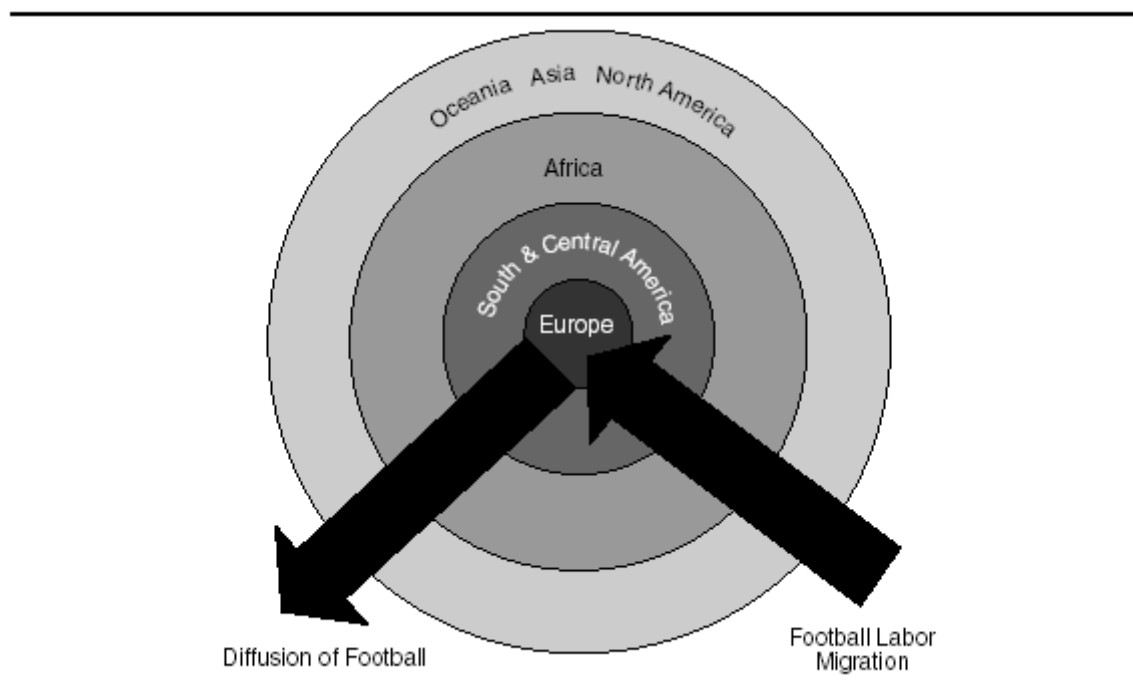 Oceania Asia North America
Africa
South & Central America
Europe
Diffusion of Football
Football Labor
Migration